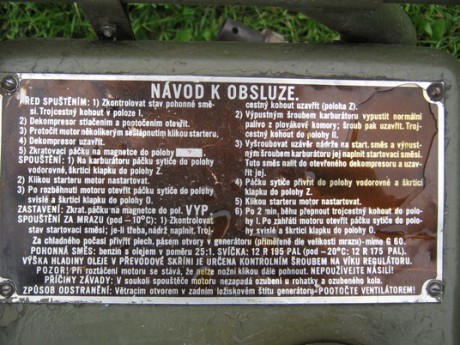 NÁVOD K OBSLUZE.
PŘED SPUŠTĚNÍM: 1) Zkontrolovat stav pohonné smě-
si. Trojcestný kohout v poloze I.
2) Dekompresor stlačením a pootočením otevřít.
3) Protočit motor několikerým sešlápnutím klikou starteru,
4) Dekompresor uzavřít.
5) Zkratovací páčku na magnetce do polohy
SPOUŠTĚNÍ: 1) Na karburátoru páčku sytiče do polohy
vodorovné, škrticí klapku do polohy Z.
2) Klikou starteru motor nastartovat.
3) Po rozběhnutí motoru otevřít páčku sytiče do polohy
svislé a škrticí klapku do polohy O.
ZASTAVENÍ: Zkrat. páčku na magnetce do pol. VYP.
SPOUŠTĚNÍ ZA MRAZU (pod —10°C): 1) Zkontrolovat
stav startovací směsi; je-li třeba, nádrž naplnit, Troj-
cestný kohout uzavřít (poloha Z).
2) Výpustným šroubem karburátoru vypustit normální
palivo z plovákové komory; šroub pak uzavřít. Troj-
cestný kohout do polohy II.
3) Vyšroubovat uzávěr nádržky na start. směs a výpust-
ným šroubem karburátoru jej naplnit startovací směsí.
Tuto směs nalít do otevřeného dekompresoru a uzav-
řít jej.
4) Páčku sytiče přivřít do polohy vodorovné a škrticí
klapku do polohy Z.
5) Klikou starteru motor nastartovat.
6) Po 2 min. běhu přepnout trojcestný kohout do polo-
hy I. Po zahřátí motoru otevřít páčku sytiče do polo-
hy svislé a škrticí klapku do polohy O.
Za chladného počasí přivřít plech. pásem otvory v generátoru (přiměřeně dle velikosti mrazu)-mimo G 60.
POHONNÁ SMĚS: benzin s olejem v poměru 25:1. SVÍČKA: 12 R 195 PAL (pod -20°C: 12 R 175 PAL).
VÝŠKA HLADINY OLEJE V PŘEVODOVÉ SKŘÍNI JE URČENA KONTROLNÍM ŠROUBEM NA VÍKU REGULÁTORU.
POZOR! Při roztáčení motoru se stává, že nelze nožní klikou dále pohnout. NEPOUŽÍVEJTE NÁSILÍ!
PŘÍČINY ZÁVADY: V soukolí spouštěče motoru nezapadá ozubení u rohatky a ozubeného kola.
ZPŮSOB ODSTRANĚNÍ: Větracím otvorem v zadním ložiskovém štítu generátoru-POOTOČTE VENTILÁTOREM!